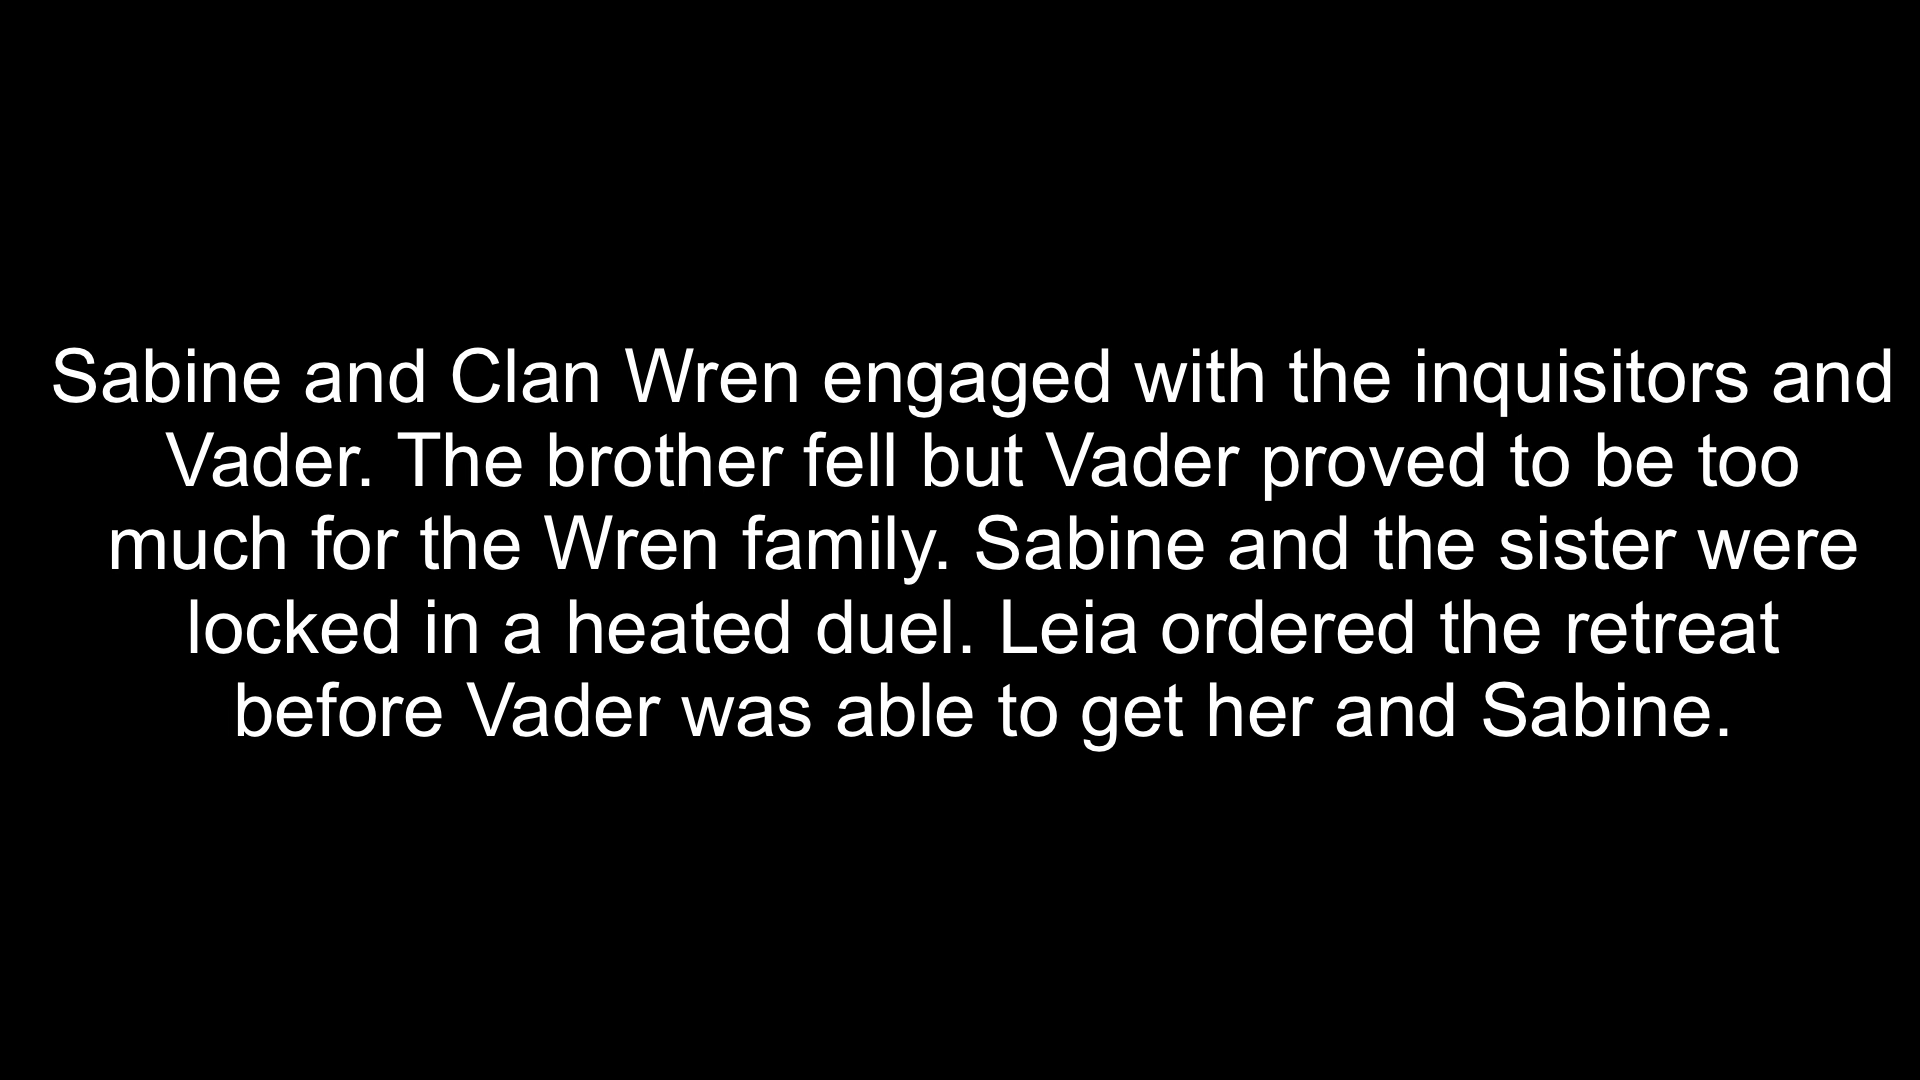 Sabine and Clan Wren engaged with the inquisitors and
Vader. The brother fell but Vader proved to be too
much for the Wren family. Sabine and the sister were
locked in a heated duel. Leia ordered the retreat
before Vader was able to get her and Sabine.